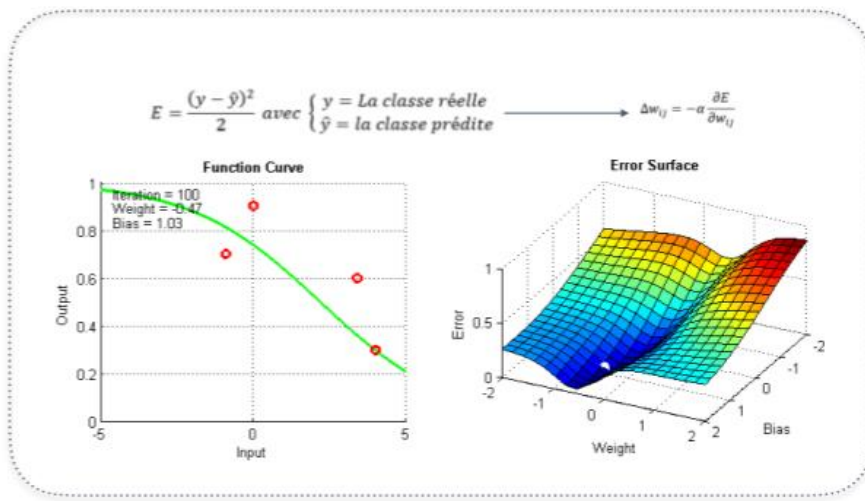 E = (y − ŷ)² / 2 avec { y = La classe réelle
ŷ = la classe prédite
Δw_ij = −α ∂E / ∂w_ij
Function Curve
Iteration = 100
Weight = -0.47
Bias = 1.03
1
0.8
0.6
0.4
0.2
0
-5 0 5
Output
Input
Error Surface
1
0.5
0
Error
-2 -1 0 1 2
Weight
-2
-1
0
1
2
Bias